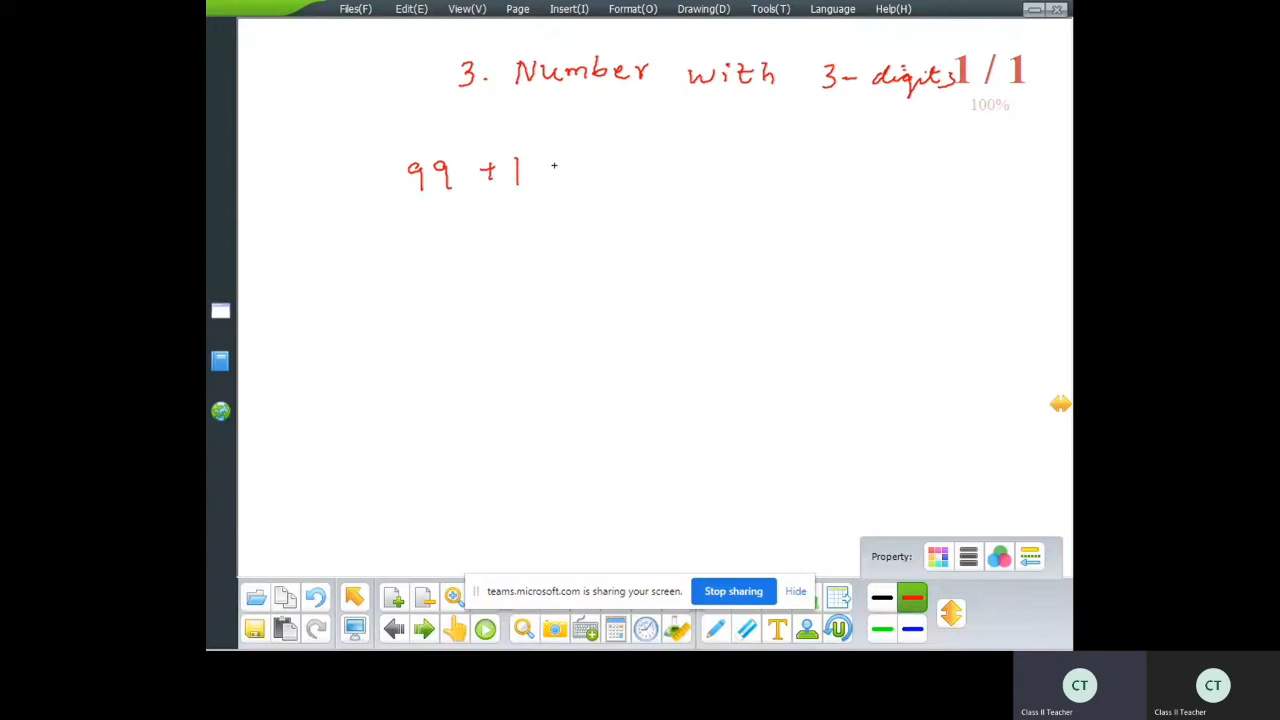 Files(F) Edit(E) View(V) Page Insert(I) Format(O) Drawing(D) Tools(T) Language Help(H)
3. Number with 3-digits
1 / 1
100%
99 + 1
Property:
teams.microsoft.com is sharing your screen. Stop sharing Hide
CT CT
Class II Teacher Class II Teacher